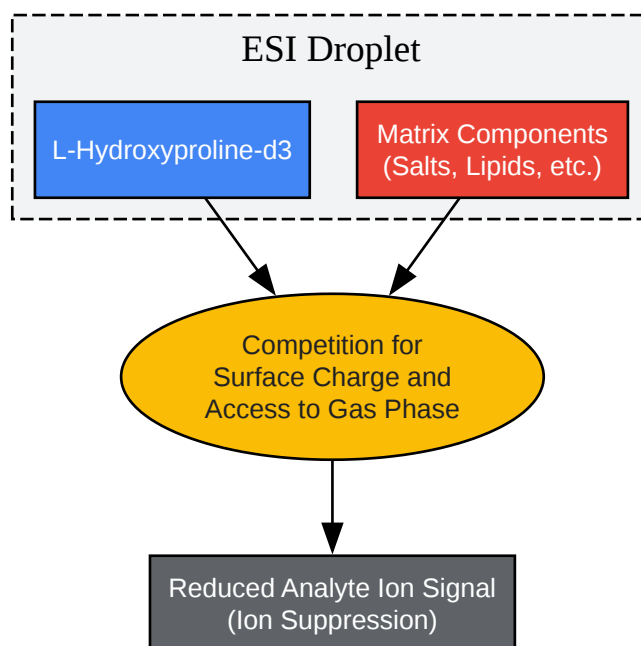 ESI Droplet
L-Hydroxyproline-d3
Matrix Components
(Salts, Lipids, etc.)
Competition for
Surface Charge and
Access to Gas Phase
Reduced Analyte Ion Signal
(Ion Suppression)